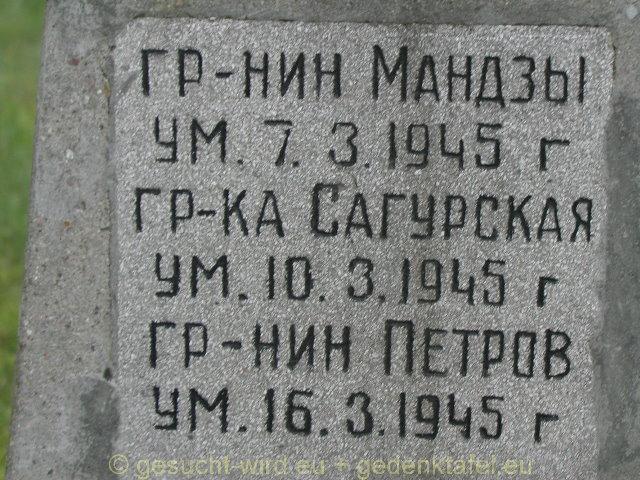 ГР-НИН МАНДЗЫ
УМ. 7. 3. 1945 г
ГР-КА САГУРСКАЯ
УМ. 10. 3. 1945 г
ГР-НИН ПЕТРОВ
УМ. 16. 3. 1945 г
© gesucht-wird.eu + gedenktafel.eu